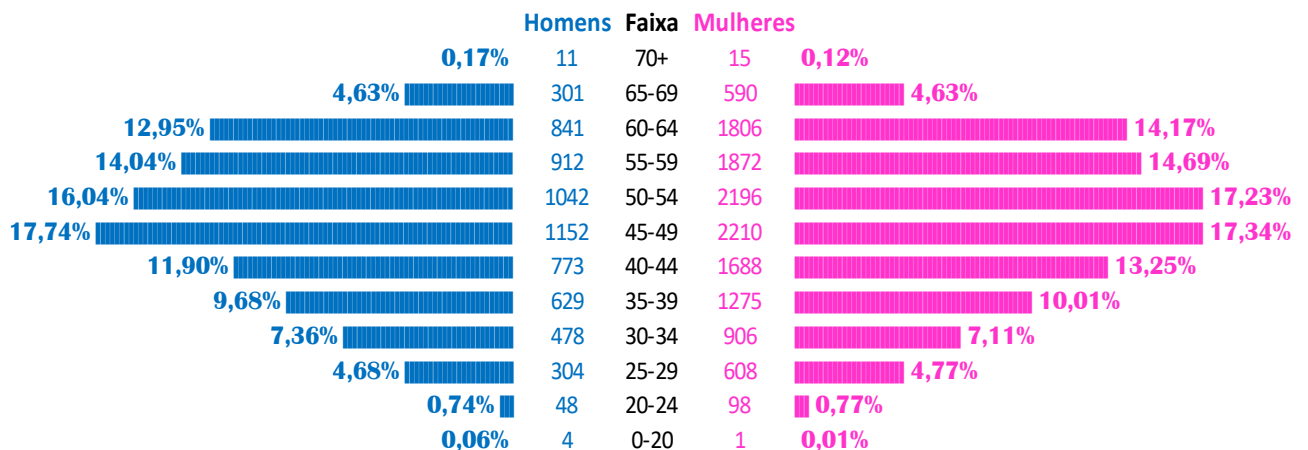 Homens Faixa Mulheres
0,17% 11 70+ 15 0,12%
4,63% 301 65-69 590 4,63%
12,95% 841 60-64 1806 14,17%
14,04% 912 55-59 1872 14,69%
16,04% 1042 50-54 2196 17,23%
17,74% 1152 45-49 2210 17,34%
11,90% 773 40-44 1688 13,25%
9,68% 629 35-39 1275 10,01%
7,36% 478 30-34 906 7,11%
4,68% 304 25-29 608 4,77%
0,74% 48 20-24 98 0,77%
0,06% 4 0-20 1 0,01%